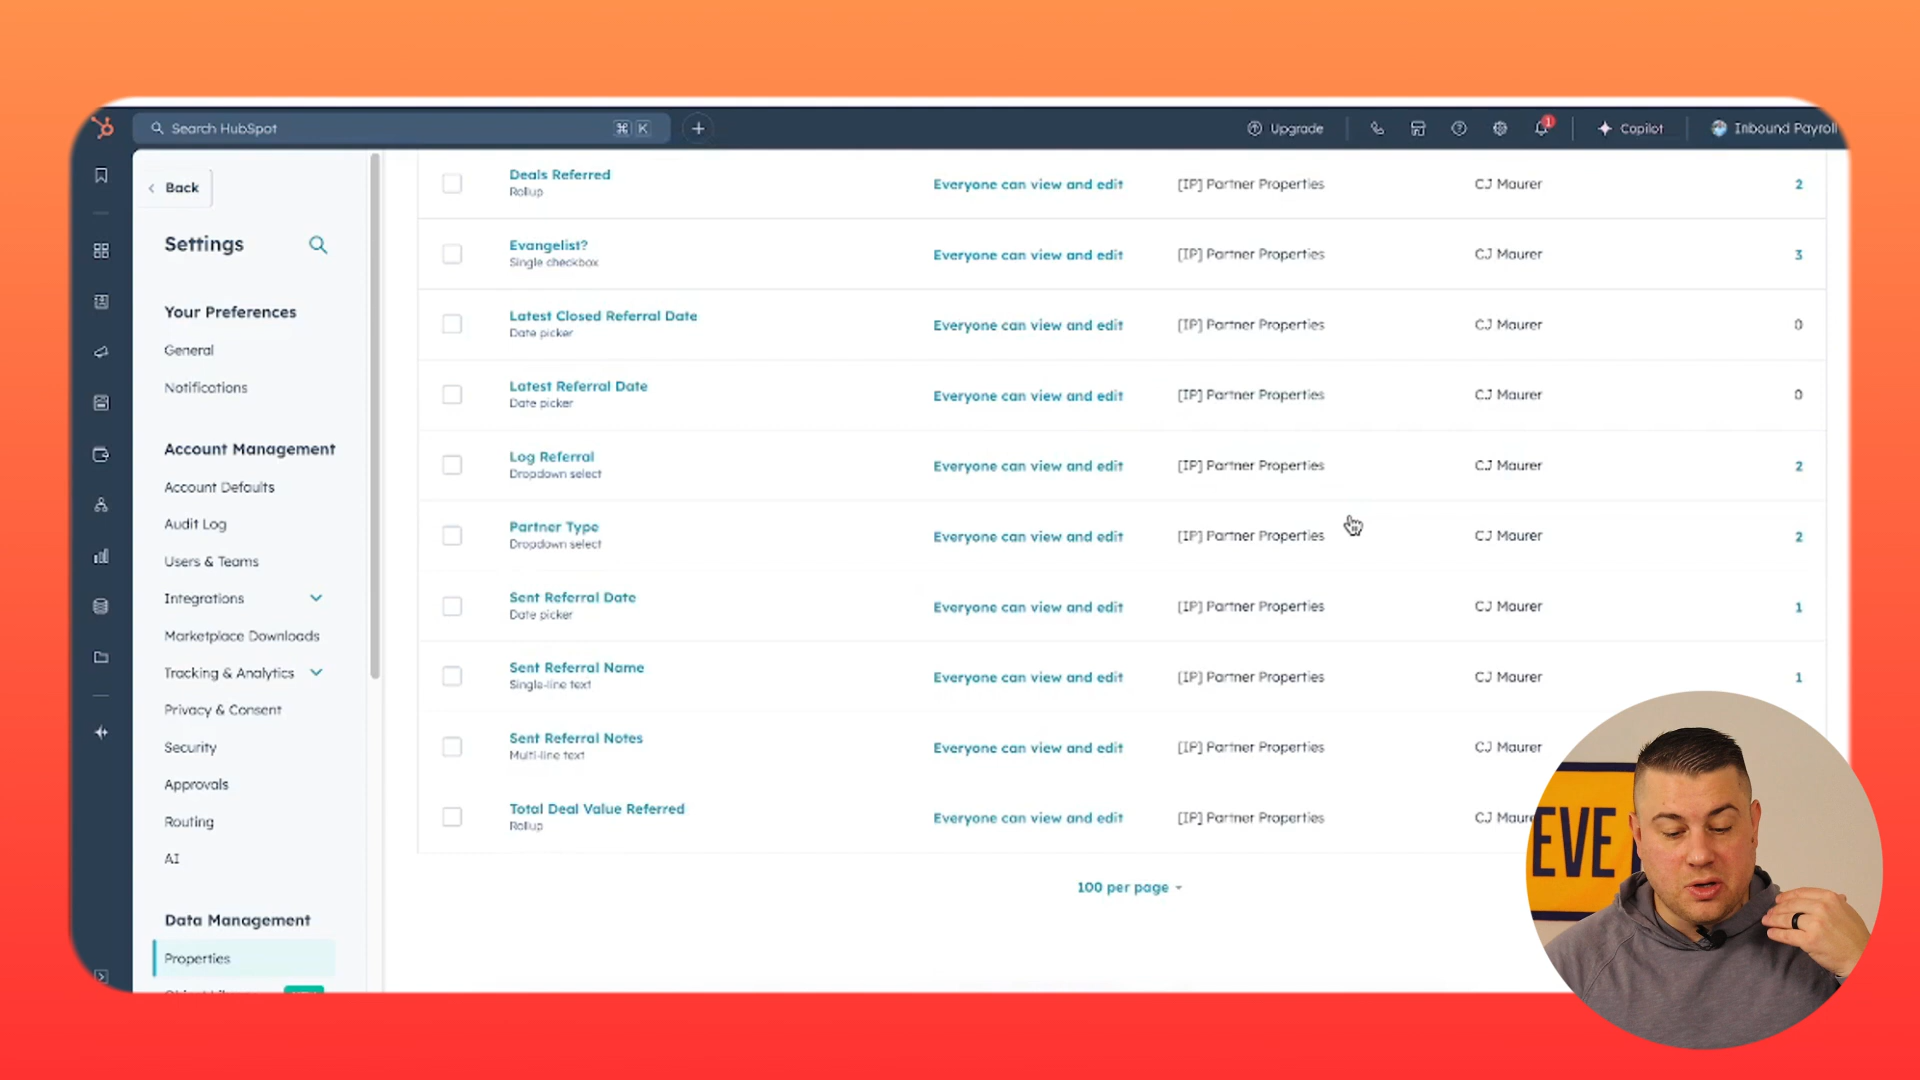 Search HubSpot
⌘ K
Upgrade
1
Copilot
Inbound Payroll
Back
Settings
Your Preferences
General
Notifications
Account Management
Account Defaults
Audit Log
Users & Teams
Integrations
Marketplace Downloads
Tracking & Analytics
Privacy & Consent
Security
Approvals
Routing
AI
Data Management
Properties
Deals Referred
Rollup
Everyone can view and edit
[IP] Partner Properties
CJ Maurer
2
Evangelist?
Single checkbox
Everyone can view and edit
[IP] Partner Properties
CJ Maurer
3
Latest Closed Referral Date
Date picker
Everyone can view and edit
[IP] Partner Properties
CJ Maurer
0
Latest Referral Date
Date picker
Everyone can view and edit
[IP] Partner Properties
CJ Maurer
0
Log Referral
Dropdown select
Everyone can view and edit
[IP] Partner Properties
CJ Maurer
2
Partner Type
Dropdown select
Everyone can view and edit
[IP] Partner Properties
CJ Maurer
2
Sent Referral Date
Date picker
Everyone can view and edit
[IP] Partner Properties
CJ Maurer
1
Sent Referral Name
Single-line text
Everyone can view and edit
[IP] Partner Properties
CJ Maurer
1
Sent Referral Notes
Multi-line text
Everyone can view and edit
[IP] Partner Properties
CJ Maurer
Total Deal Value Referred
Rollup
Everyone can view and edit
[IP] Partner Properties
CJ Maure
100 per page
EVE